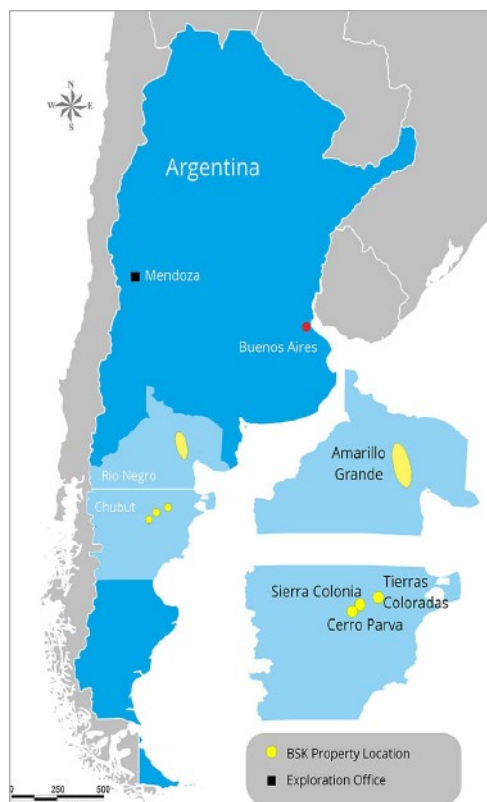 N
W E
S
Argentina
Mendoza
Buenos Aires
Rio Negro
Chubut
Amarillo
Grande
Sierra Colonia
Tierras
Coloradas
Cerro Parva
BSK Property Location
Exploration Office
0 250 500